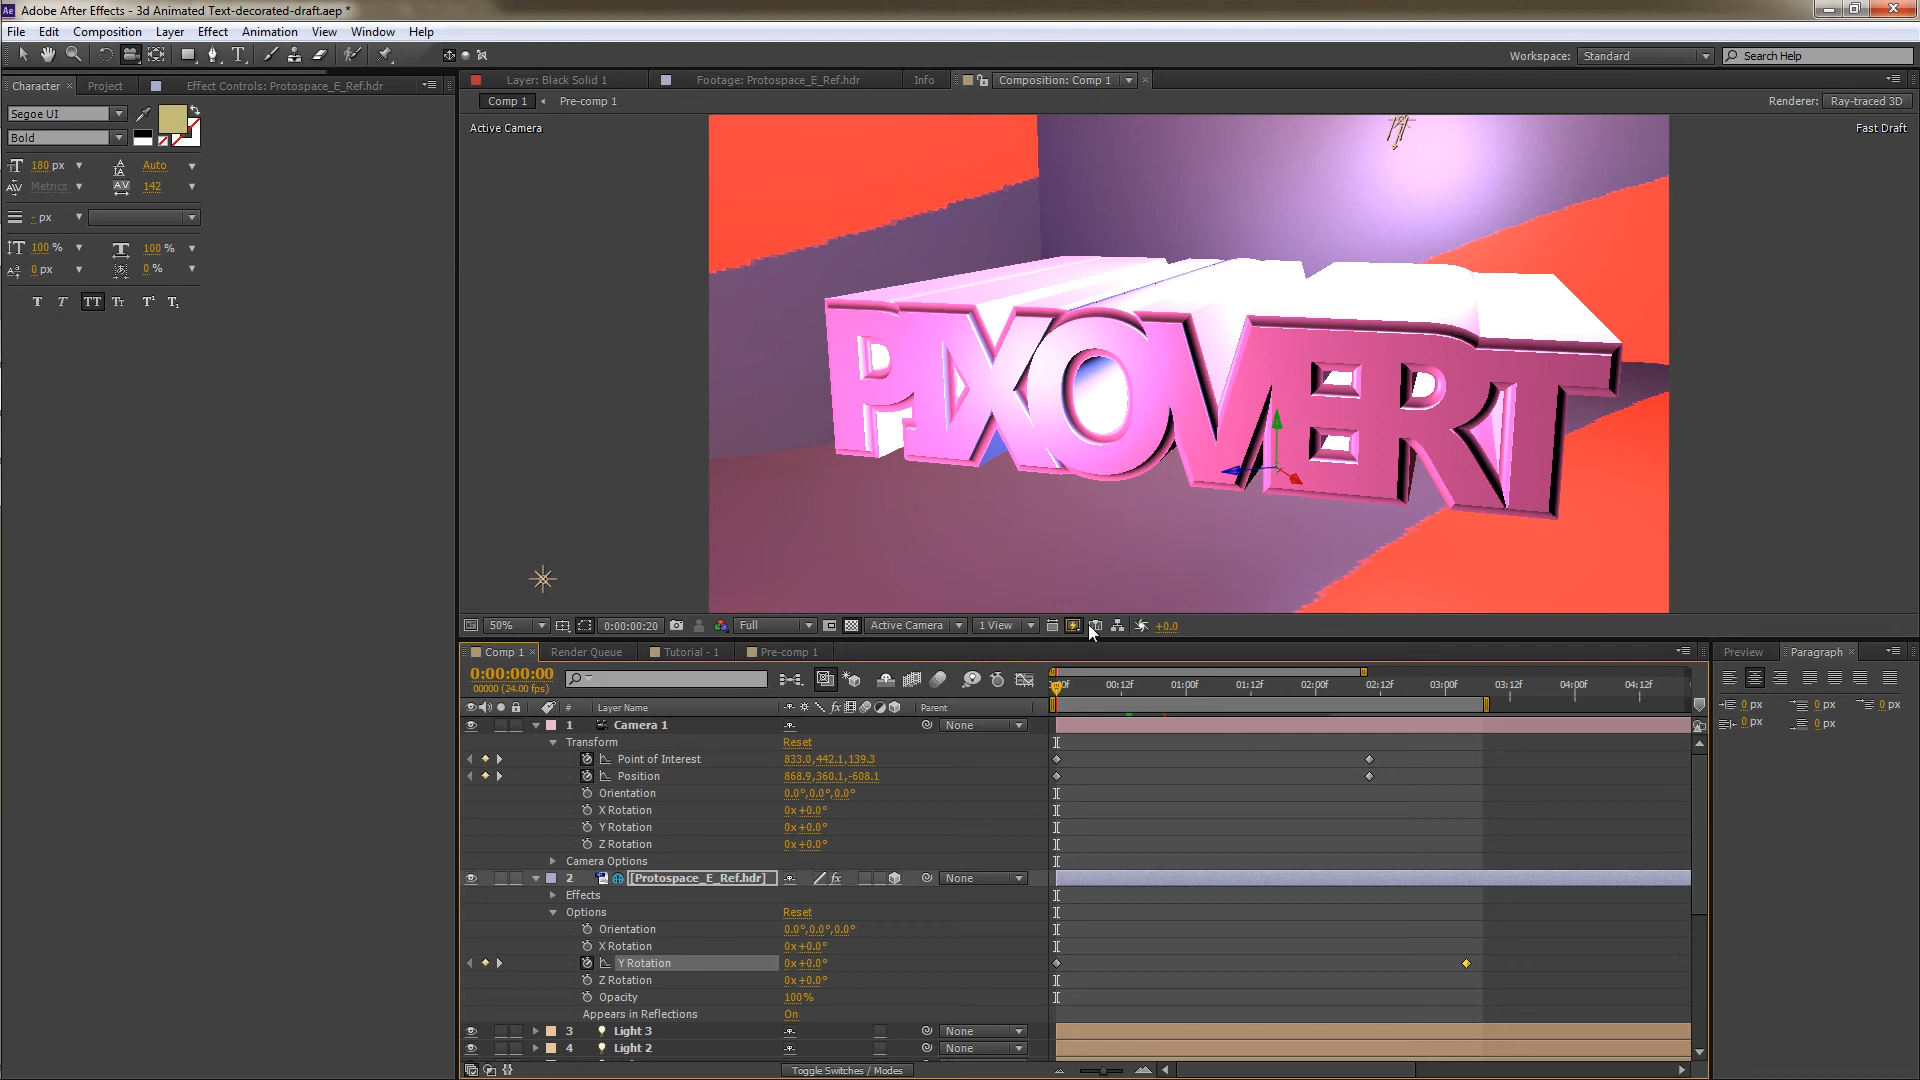 Adobe After Effects - 3d Animated Text-decorated-draft.aep *
File Edit Composition Layer Effect Animation View Window Help
Workspace: Standard Search Help
Character Project Effect Controls: Protospace_E_Ref.hdr
Layer: Black Solid 1 Footage: Protospace_E_Ref.hdr Info Composition: Comp 1
Comp 1 Pre-comp 1 Renderer: Ray-traced 3D
Segoe UI
Bold
180 px Auto
Metrics 142
- px
100 % 100 %
0 px 0 %
T T TT Tr T¹ T₁
Active Camera Fast Draft
PIXOVERT
50% 0:00:00:20 Full Active Camera 1 View +0.0
Comp 1 Render Queue Tutorial - 1 Pre-comp 1 Preview Paragraph
0:00:00:00
00000 (24.00 fps)
00:12f 01:00f 01:12f 02:00f 02:12f 03:00f 03:12f 04:00f 04:12f
0 px 0 px 0 px
0 px 0 px
# Layer Name Parent
1 Camera 1 None
Transform Reset
Point of Interest 833.0,442.1,139.3
Position 868.9,360.1,-608.1
Orientation 0.0°,0.0°,0.0°
X Rotation 0x+0.0°
Y Rotation 0x+0.0°
Z Rotation 0x+0.0°
Camera Options
2 [Protospace_E_Ref.hdr] None
Effects
Options Reset
Orientation 0.0°,0.0°,0.0°
X Rotation 0x+0.0°
Y Rotation 0x+0.0°
Z Rotation 0x+0.0°
Opacity 100%
Appears in Reflections On
3 Light 3 None
4 Light 2 None
Toggle Switches / Modes